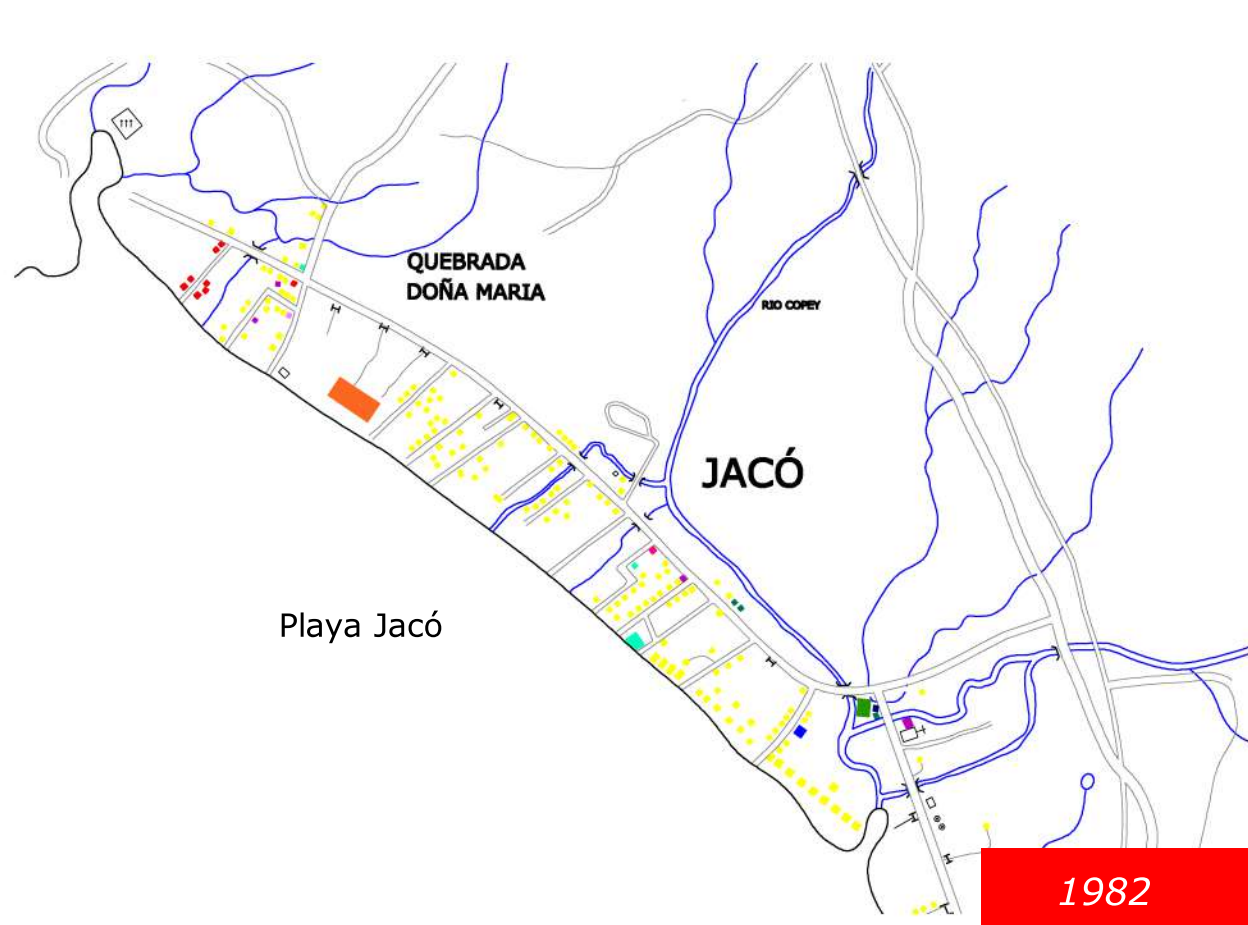 QUEBRADA
DOÑA MARIA
RIO COPEY
JACÓ
Playa Jacó
1982